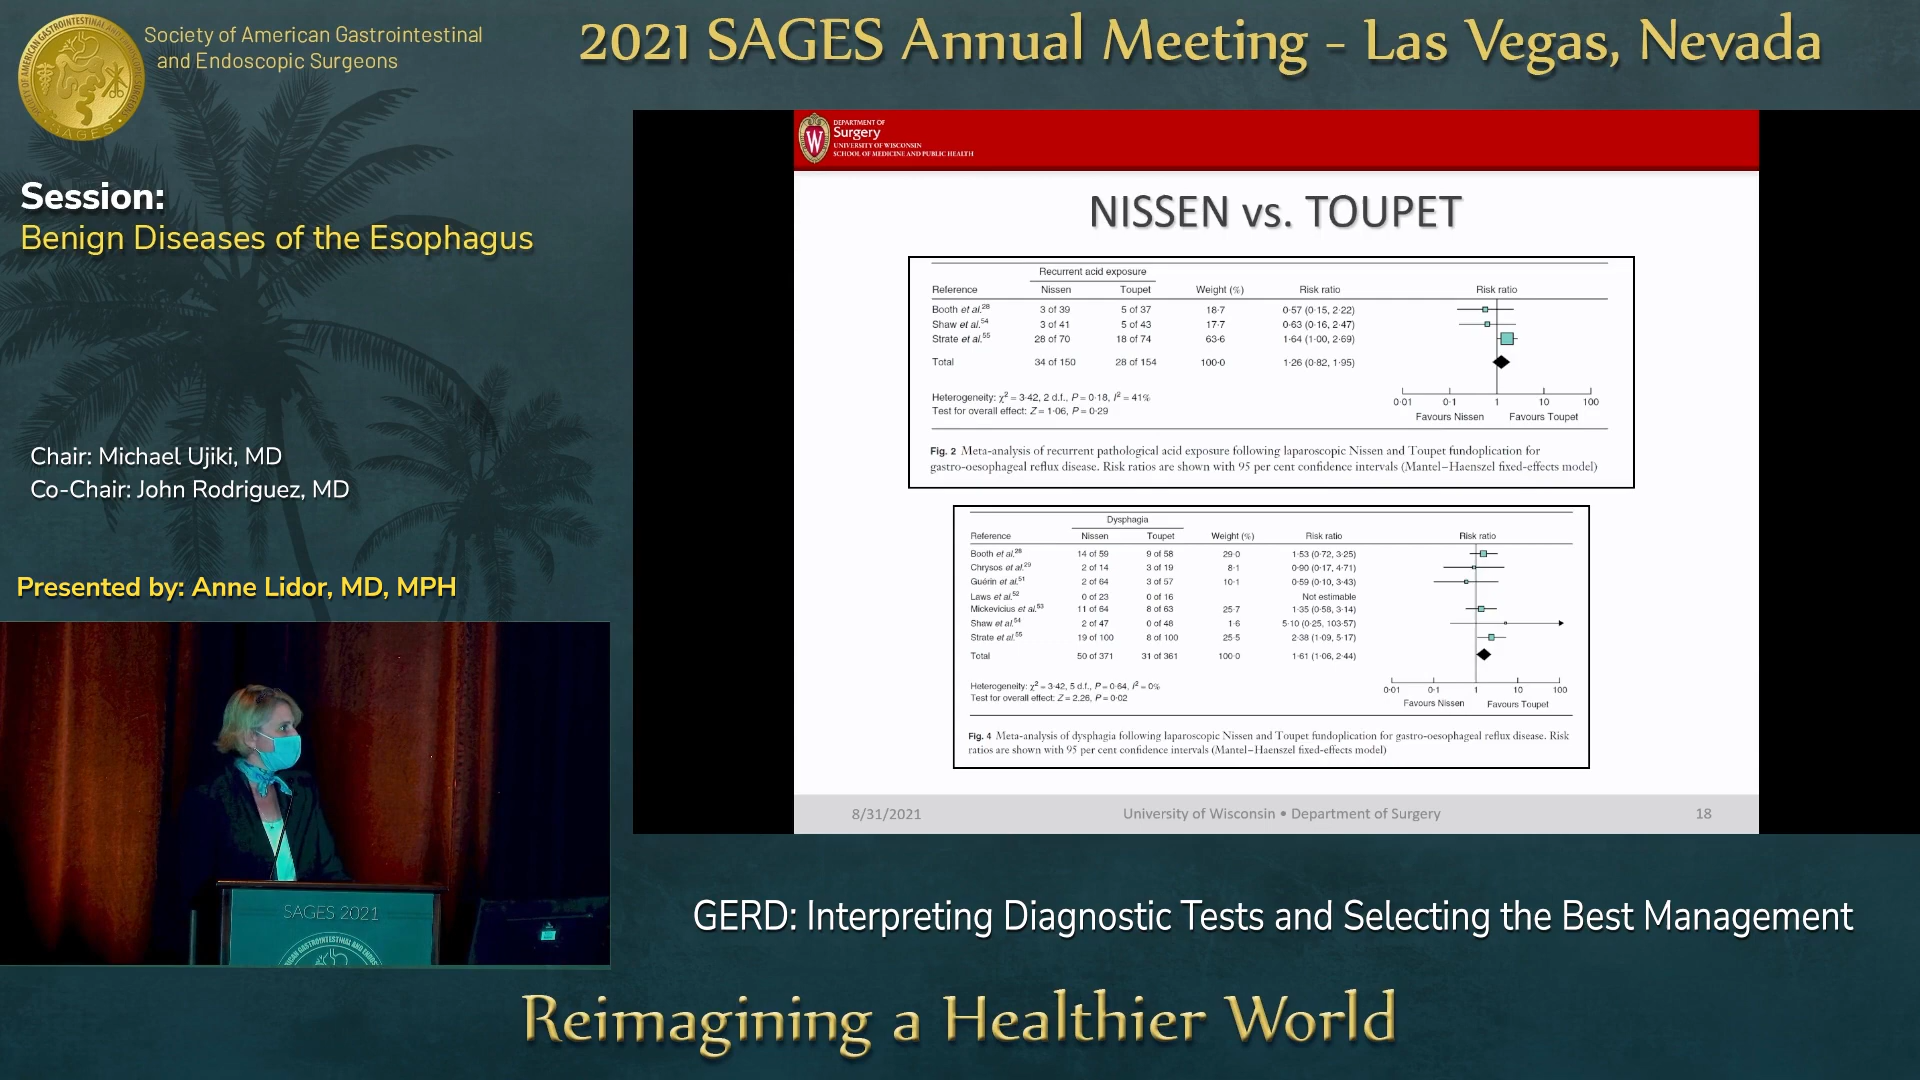 Society of American Gastrointestinal
and Endoscopic Surgeons
SAGES
2021 SAGES Annual Meeting - Las Vegas, Nevada
Session:
Benign Diseases of the Esophagus
Chair: Michael Ujiki, MD
Co-Chair: John Rodriguez, MD
Presented by: Anne Lidor, MD, MPH
SAGES 2021
DEPARTMENT OF
Surgery
UNIVERSITY OF WISCONSIN
SCHOOL OF MEDICINE AND PUBLIC HEALTH
NISSEN vs. TOUPET
Recurrent acid exposure
Reference Nissen Toupet Weight (%) Risk ratio Risk ratio
Booth et al.28 3 of 39 5 of 37 18·7 0·57 (0·15, 2·22)
Shaw et al.54 3 of 41 5 of 43 17·7 0·63 (0·16, 2·47)
Strate et al.55 28 of 70 18 of 74 63·6 1·64 (1·00, 2·69)
Total 34 of 150 28 of 154 100·0 1·26 (0·82, 1·95)
Heterogeneity: χ2 = 3·42, 2 d.f., P = 0·18, I2 = 41%
Test for overall effect: Z = 1·06, P = 0·29
0·01 0·1 1 10 100
Favours Nissen Favours Toupet
Fig. 2 Meta-analysis of recurrent pathological acid exposure following laparoscopic Nissen and Toupet fundoplication for
gastro-oesophageal reflux disease. Risk ratios are shown with 95 per cent confidence intervals (Mantel–Haenszel fixed-effects model)
Dysphagia
Reference Nissen Toupet Weight (%) Risk ratio Risk ratio
Booth et al.28 14 of 59 9 of 58 29·0 1·53 (0·72, 3·25)
Chrysos et al.29 2 of 14 3 of 19 8·1 0·90 (0·17, 4·71)
Guérin et al.51 2 of 64 3 of 57 10·1 0·59 (0·10, 3·43)
Laws et al.52 0 of 23 0 of 16 Not estimable
Mickevicius et al.53 11 of 64 8 of 63 25·7 1·35 (0·58, 3·14)
Shaw et al.54 2 of 47 0 of 48 1·6 5·10 (0·25, 103·57)
Strate et al.55 19 of 100 8 of 100 25·5 2·38 (1·09, 5·17)
Total 50 of 371 31 of 361 100·0 1·61 (1·06, 2·44)
Heterogeneity: χ2 = 3·42, 5 d.f., P = 0·64, I2 = 0%
Test for overall effect: Z = 2.26, P = 0·02
0·01 0·1 1 10 100
Favours Nissen Favours Toupet
Fig. 4 Meta-analysis of dysphagia following laparoscopic Nissen and Toupet fundoplication for gastro-oesophageal reflux disease. Risk
ratios are shown with 95 per cent confidence intervals (Mantel–Haenszel fixed-effects model)
8/31/2021 University of Wisconsin • Department of Surgery 18
GERD: Interpreting Diagnostic Tests and Selecting the Best Management
Reimagining a Healthier World